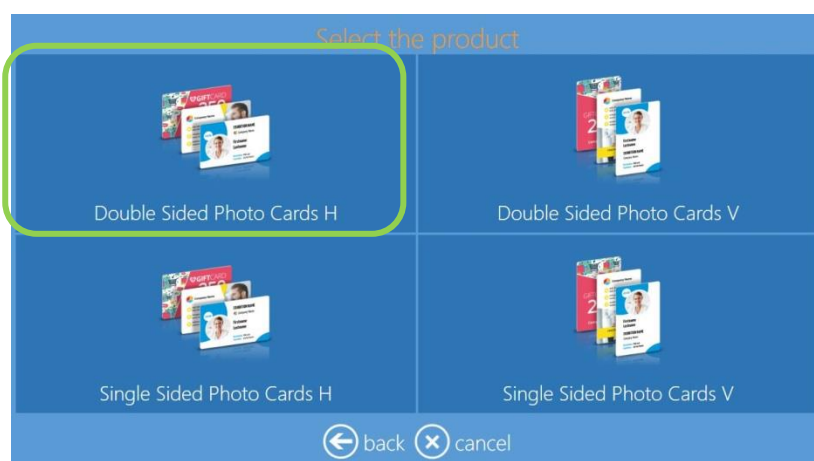 Select the product
Double Sided Photo Cards H
Double Sided Photo Cards V
Single Sided Photo Cards H
Single Sided Photo Cards V
back cancel